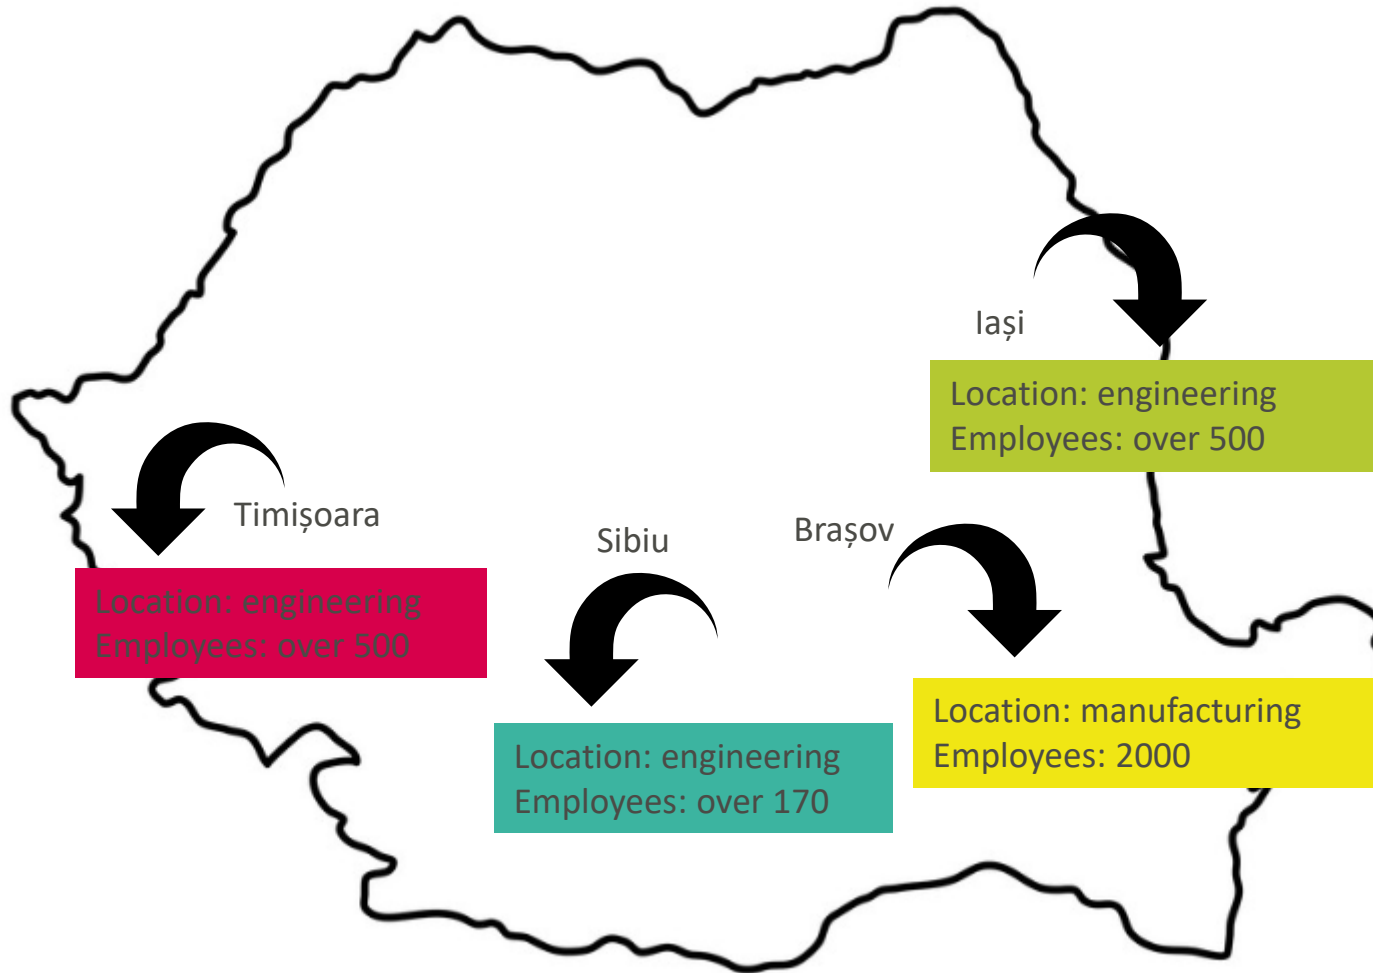 Iași
Location: engineering
Employees: over 500
Timișoara
Location: engineering
Employees: over 500
Sibiu
Location: engineering
Employees: over 170
Brașov
Location: manufacturing
Employees: 2000